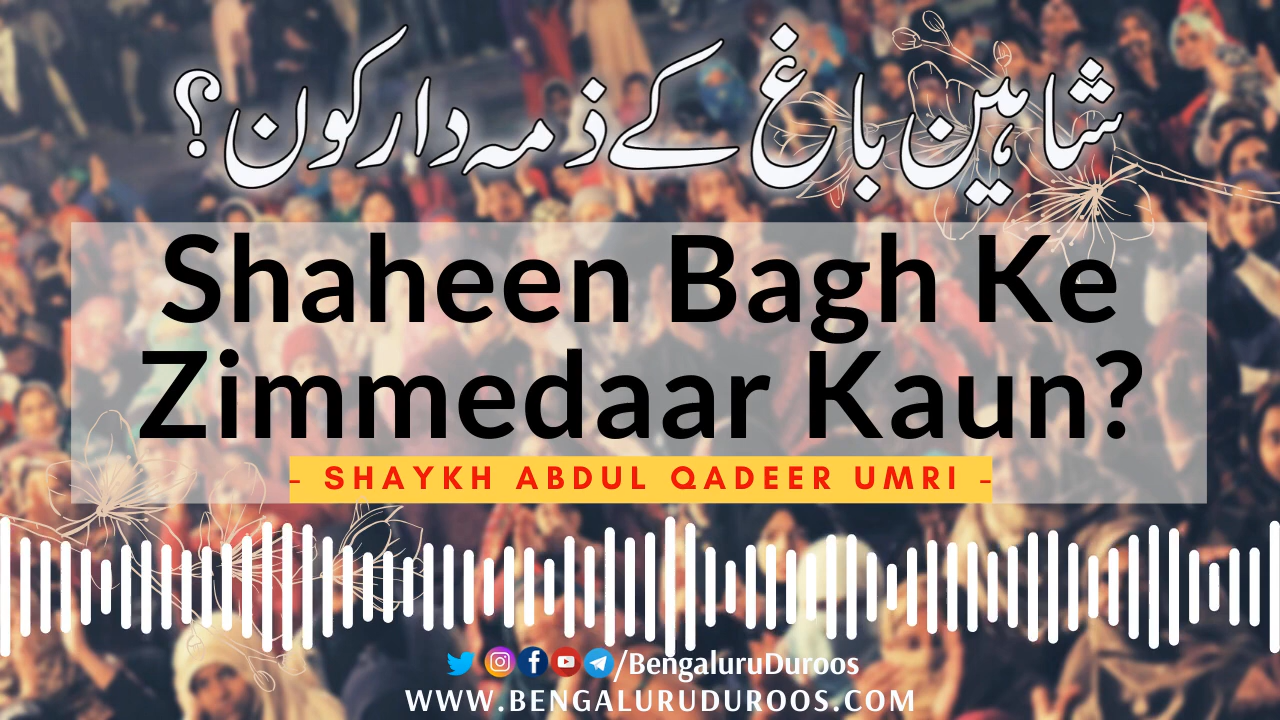 شاہین باغ کے ذمہ دار کون؟
Shaheen Bagh Ke
Zimmedaar Kaun?
- SHAYKH ABDUL QADEER UMRI -
/BengaluruDuroos
WWW.BENGALURUDUROOS.COM